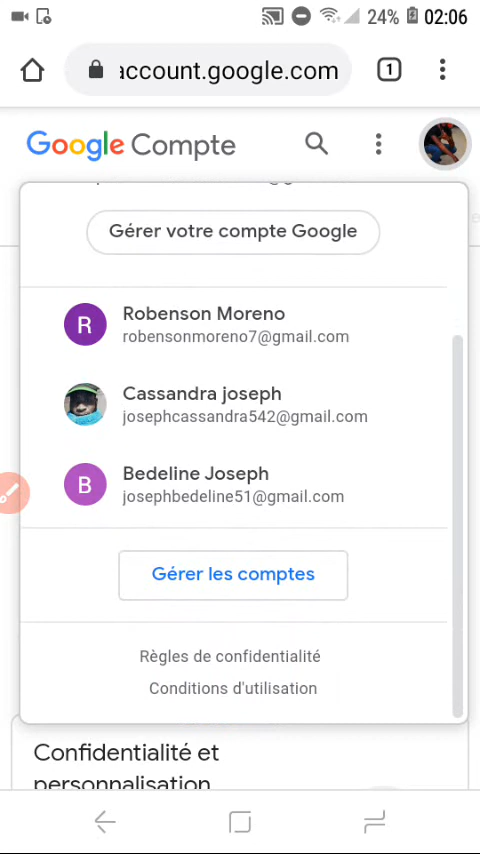 24% 02:06
account.google.com 1
Google Compte
Gérer votre compte Google
R Robenson Moreno
robensonmoreno7@gmail.com
Cassandra joseph
josephcassandra542@gmail.com
B Bedeline Joseph
josephbedeline51@gmail.com
Gérer les comptes
Règles de confidentialité
Conditions d'utilisation
Confidentialité et
personnalisation